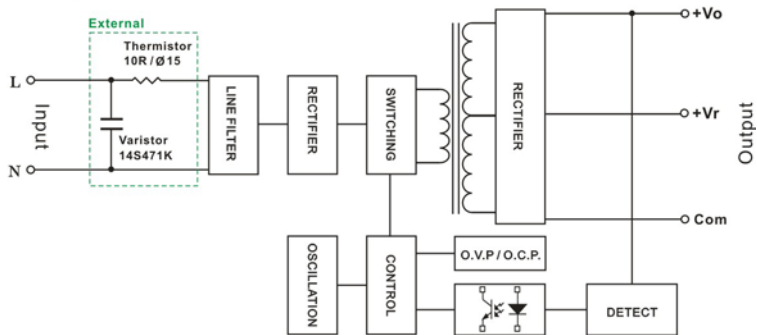 External
Thermistor
10R / Ø15
L
Input
N
Varistor
14S471K
LINE FILTER
RECTIFIER
SWITCHING
RECTIFIER
+Vo
+Vr
Com
Output
OSCILLATION
CONTROL
O.V.P / O.C.P.
DETECT